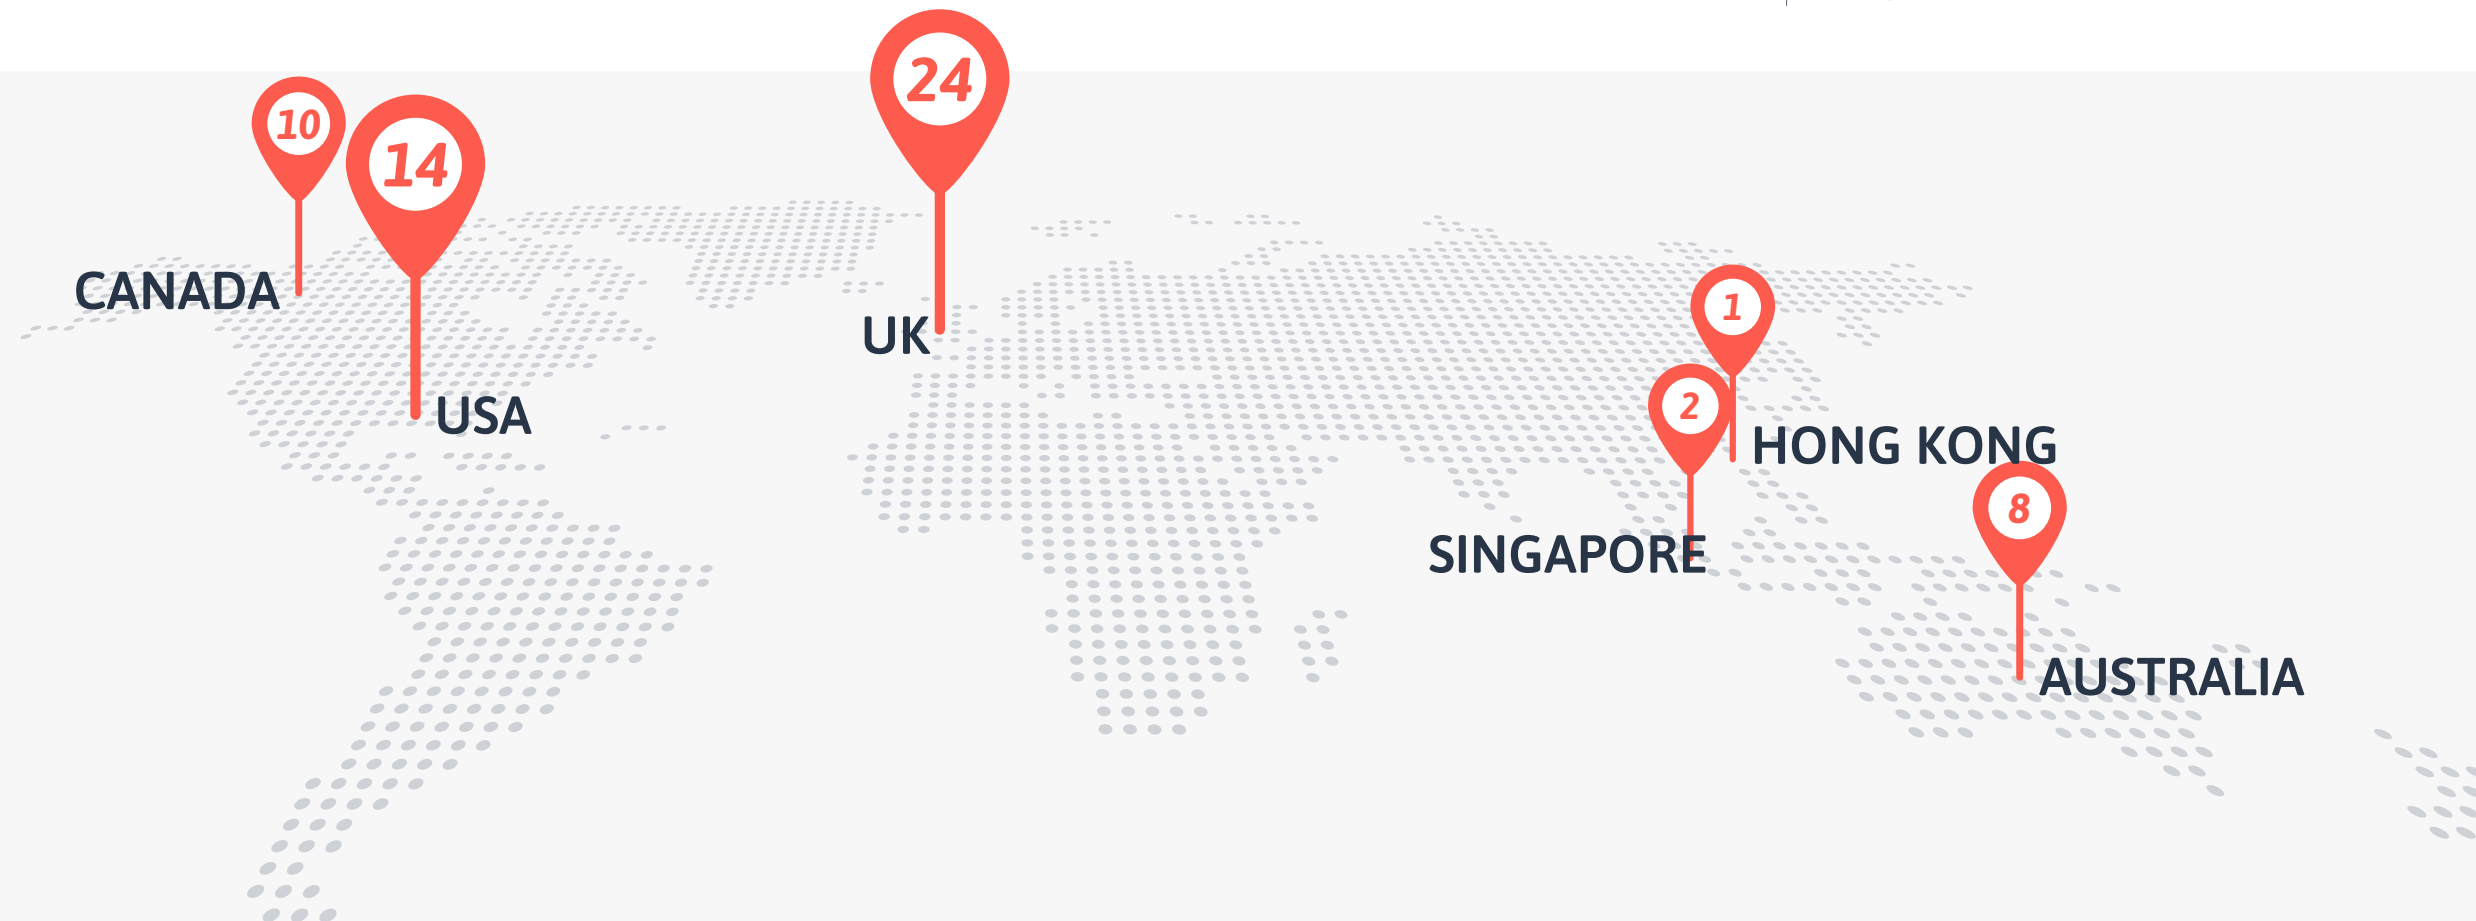 24
10
14
CANADA
1
UK
2
USA
HONG KONG
8
SINGAPORE
AUSTRALIA